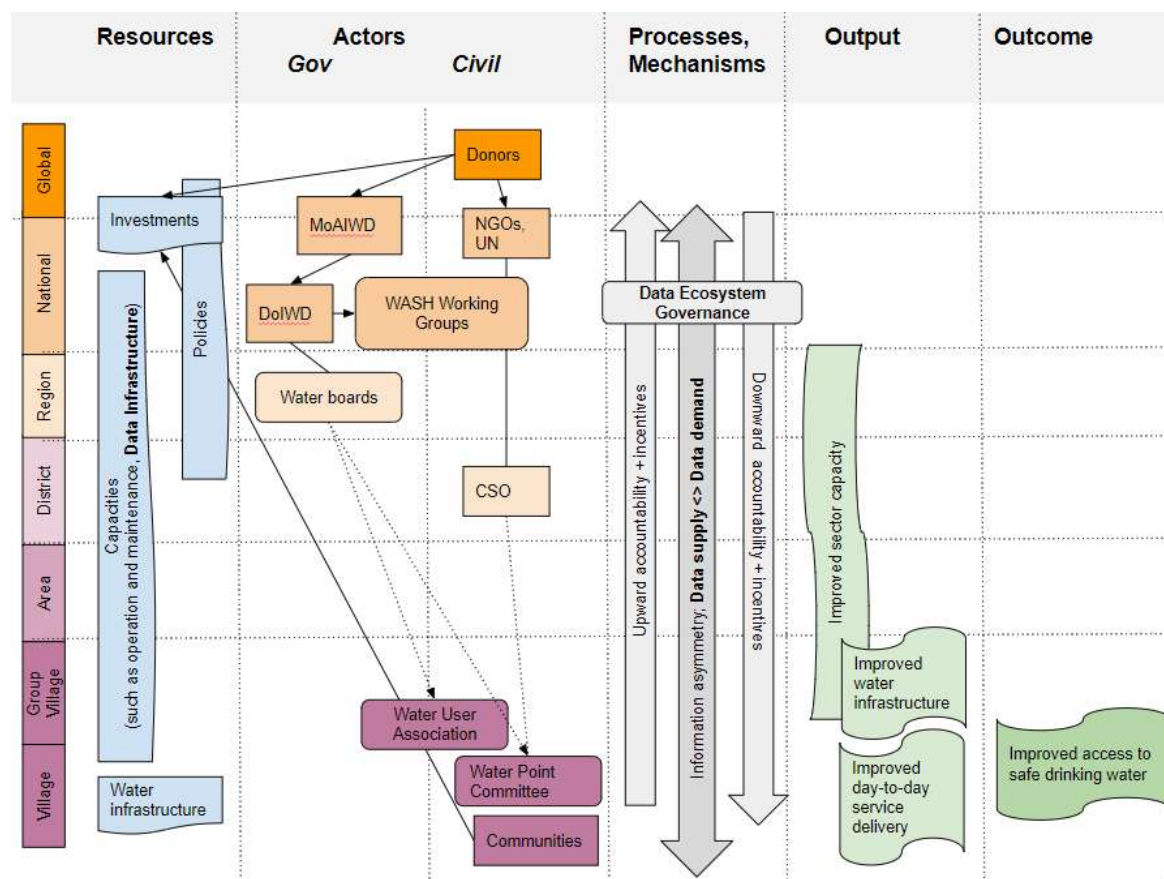 Resources
Actors
Gov
Civil
Processes,
Mechanisms
Output
Outcome
Global
National
Region
District
Area
Group
Village
Village
Investments
Policies
Capacities
(such as operation and maintenance, Data Infrastructure)
Water
infrastructure
Donors
MoAIWD
NGOs,
UN
DoIWD
WASH Working
Groups
Water boards
CSO
Water User
Association
Water Point
Committee
Communities
Data Ecosystem
Governance
Upward accountability + incentives
Information asymmetry; Data supply <> Data demand
Downward accountability + incentives
Improved sector capacity
Improved
water
infrastructure
Improved
day-to-day
service
delivery
Improved access to
safe drinking water